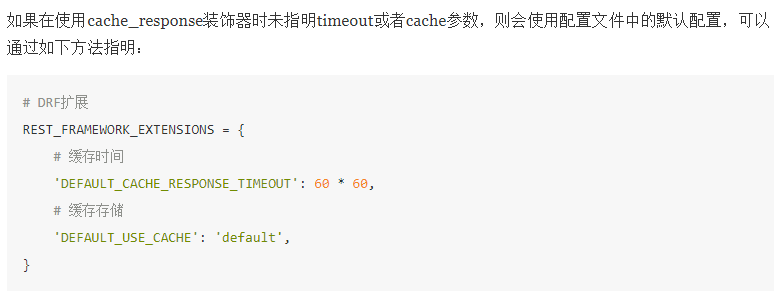 如果在使用cache_response装饰器时未指明timeout或者cache参数，则会使用配置文件中的默认配置，可以
通过如下方法指明：
# DRF扩展
REST_FRAMEWORK_EXTENSIONS = {
    # 缓存时间
    'DEFAULT_CACHE_RESPONSE_TIMEOUT': 60 * 60,
    # 缓存存储
    'DEFAULT_USE_CACHE': 'default',
}